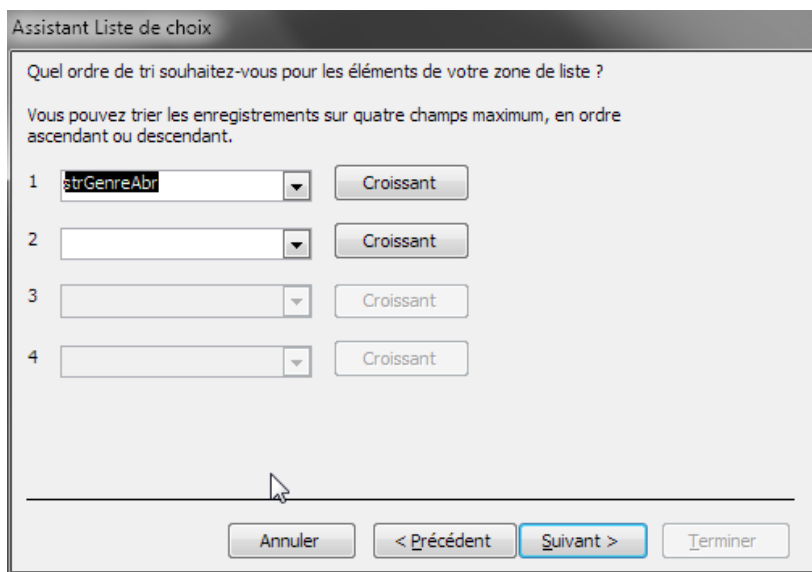 Assistant Liste de choix
Quel ordre de tri souhaitez-vous pour les éléments de votre zone de liste ?
Vous pouvez trier les enregistrements sur quatre champs maximum, en ordre
ascendant ou descendant.
1 strGenreAbr Croissant
2 Croissant
3 Croissant
4 Croissant
Annuler < Précédent Suivant > Terminer